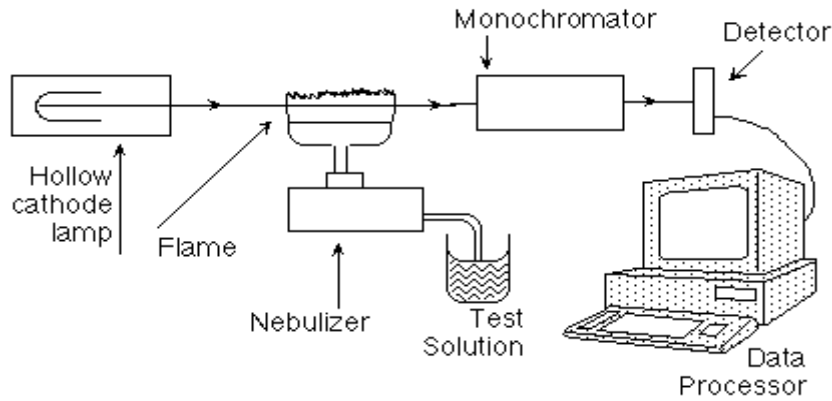 Monochromator
Detector
Hollow
cathode
lamp
Flame
Nebulizer
Test
Solution
Data
Processor